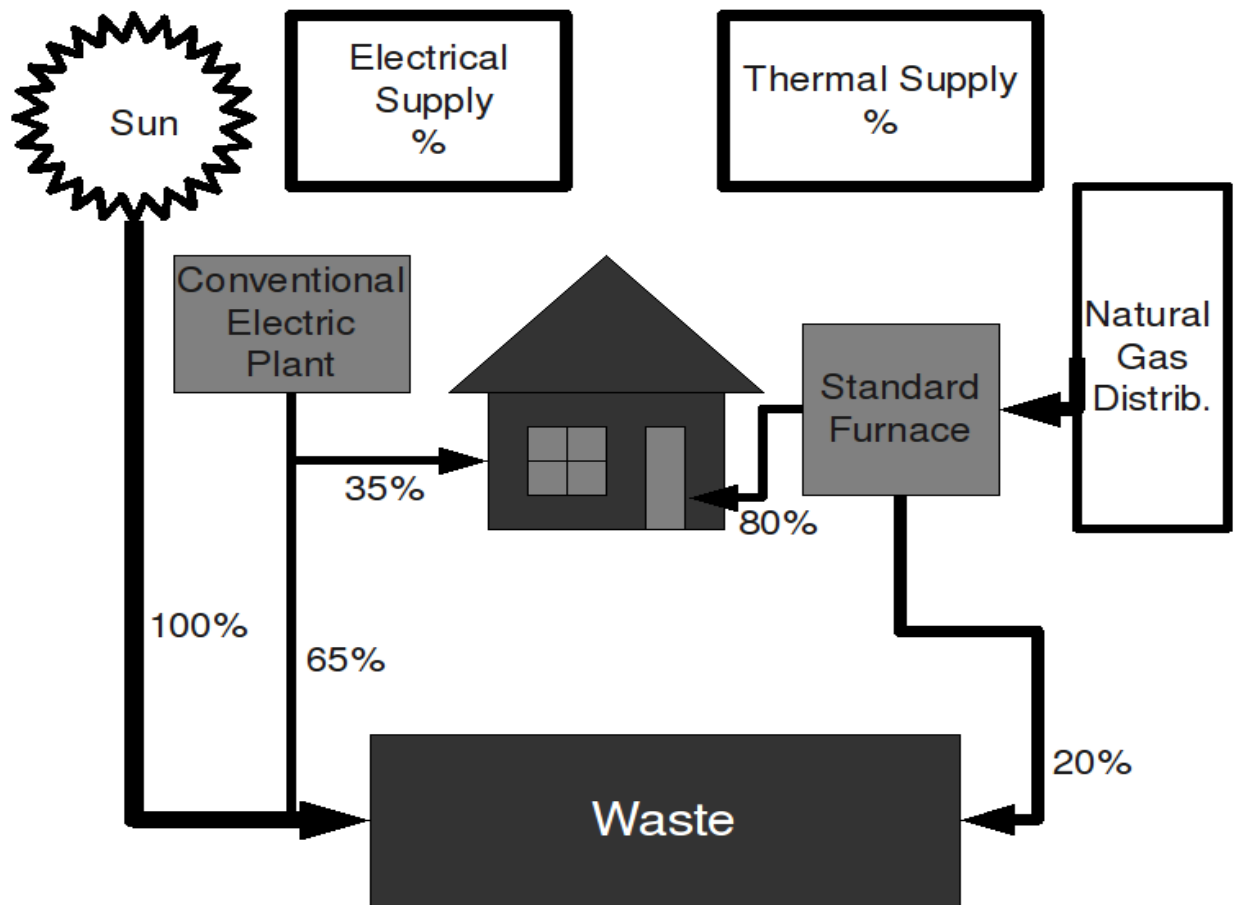 Sun
Electrical
Supply
%
Thermal Supply
%
Conventional
Electric
Plant
Natural
Gas
Distrib.
Standard
Furnace
35%
80%
100%
65%
20%
Waste